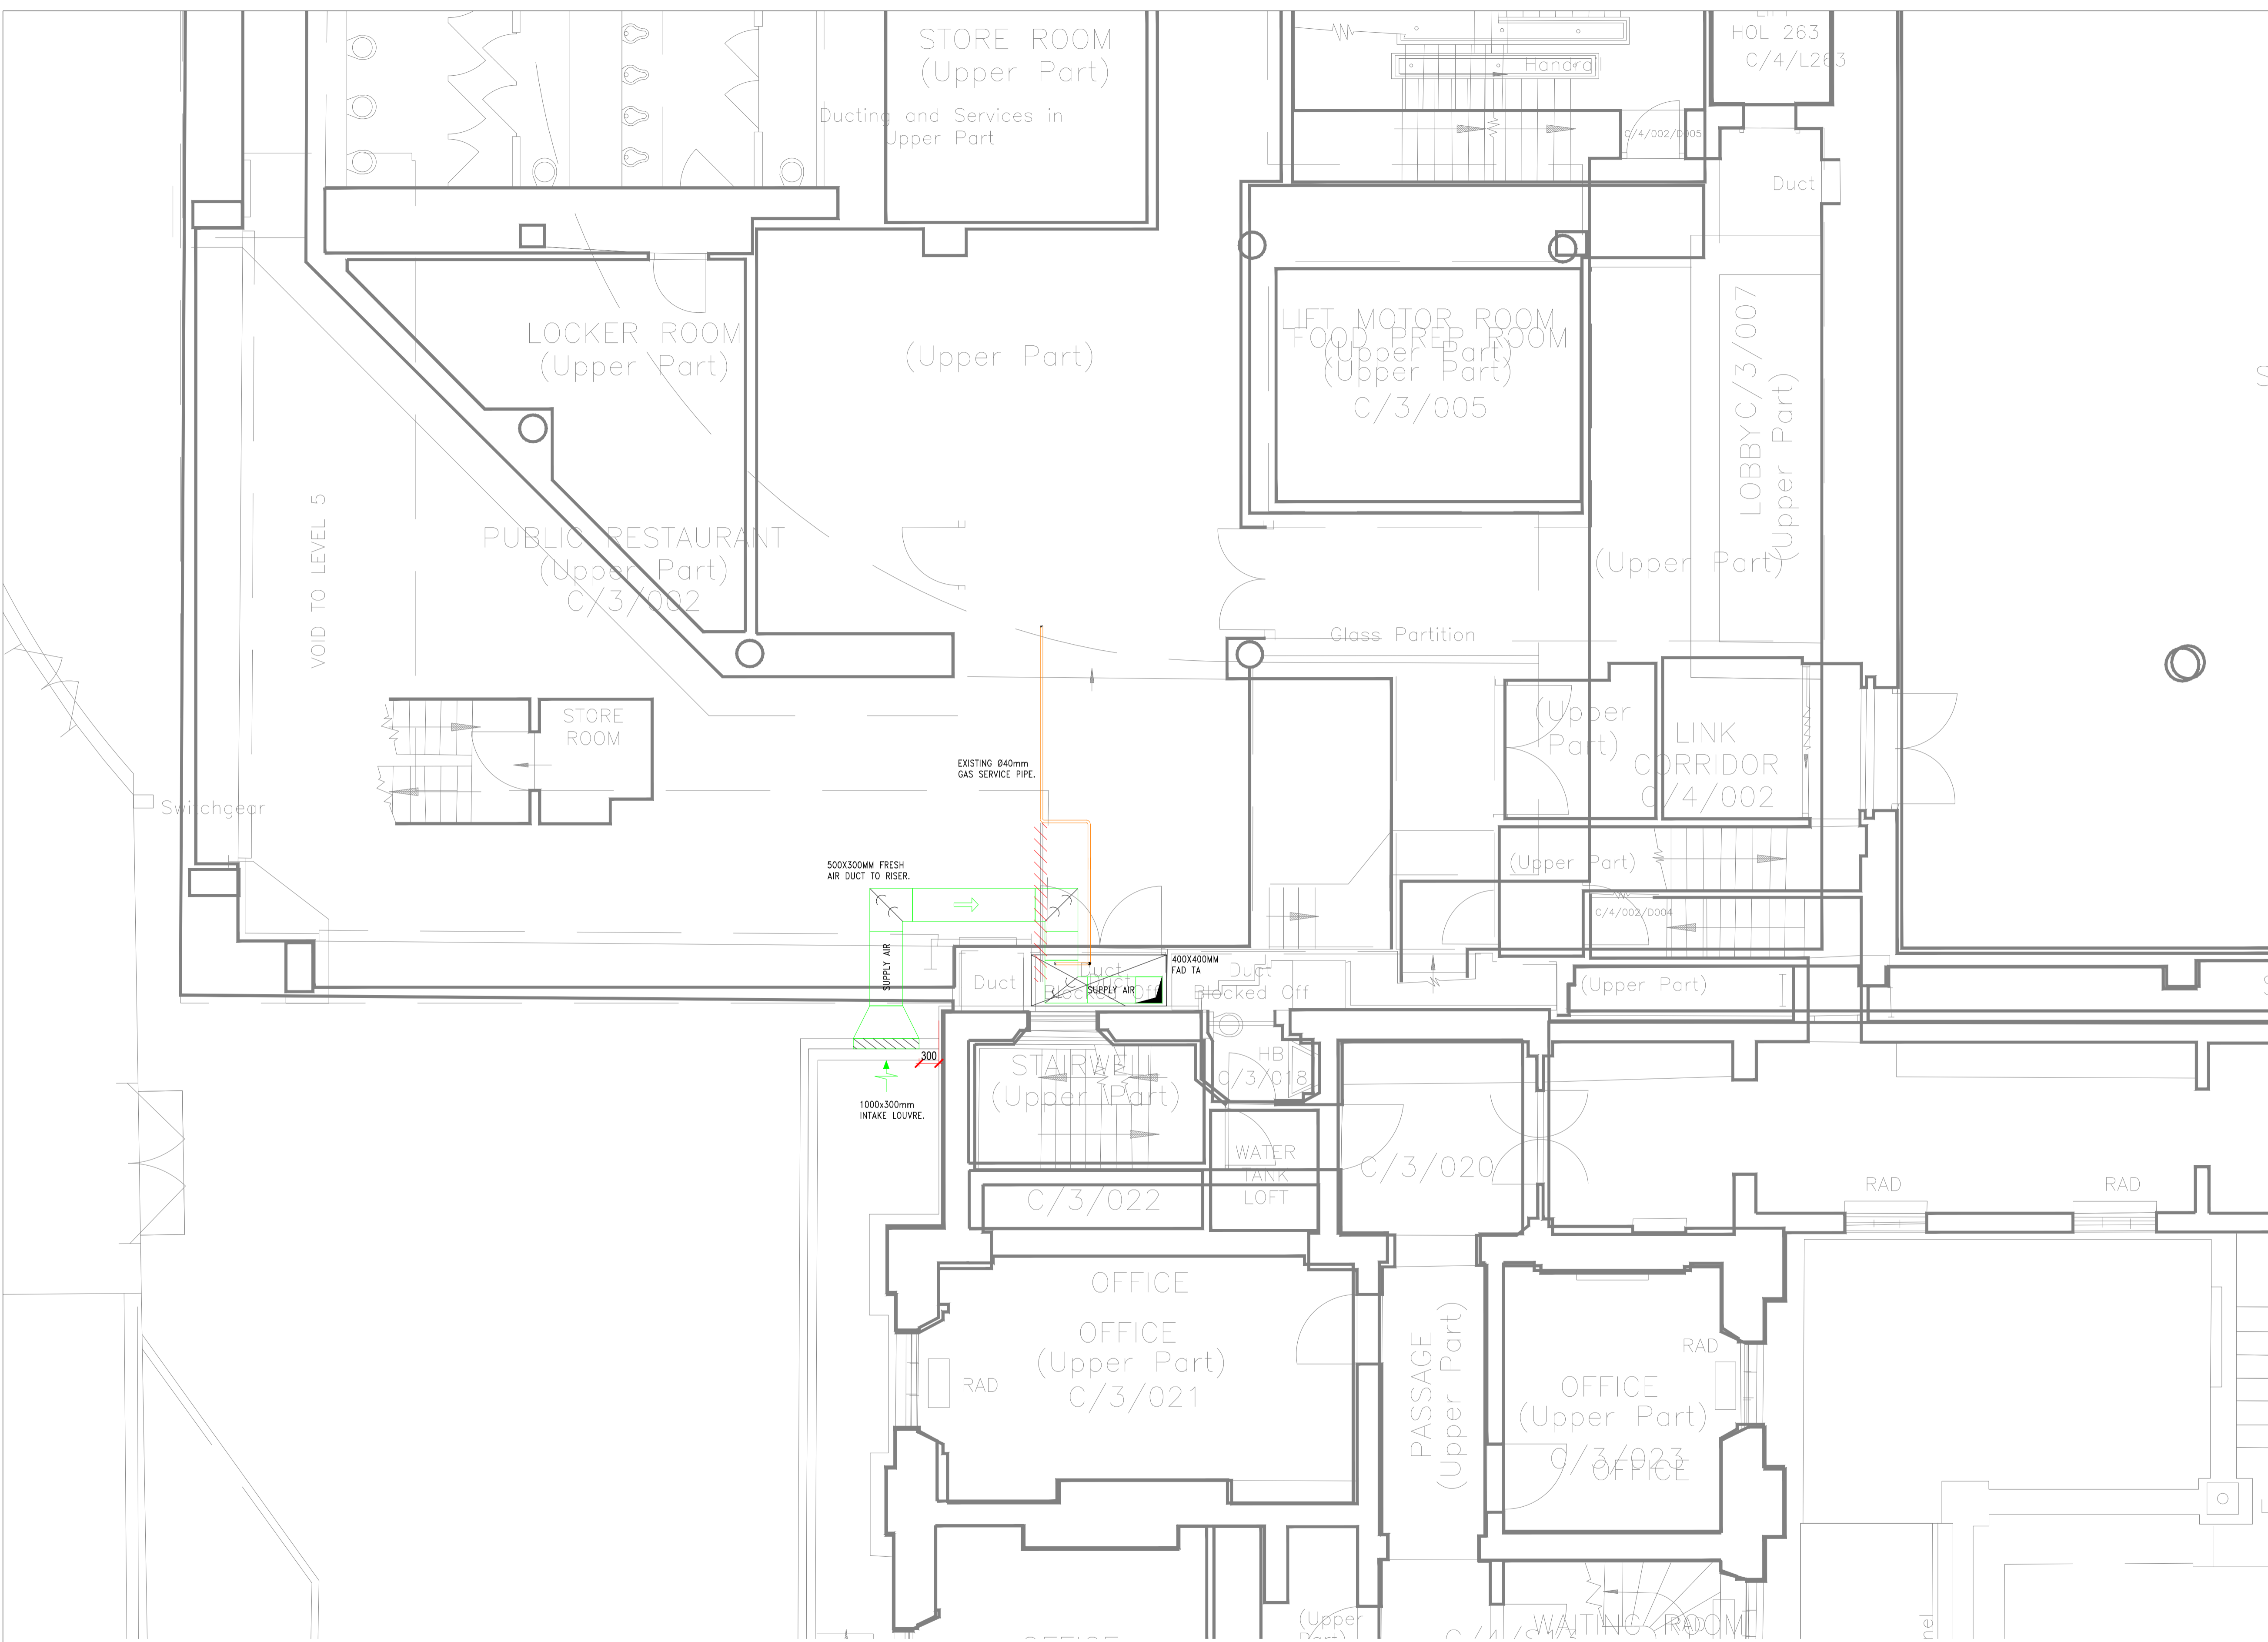 STORE ROOM
(Upper Part)
Ducting and Services in
Upper Part
Handrail
HOL 263
C/4/L263
C/4/002/D005
Duct
LOCKER ROOM
(Upper Part)
(Upper Part)
LIFT MOTOR ROOM
FOOD PREP ROOM
(Upper Part)
(Upper Part)
C/3/005
LOBBY C/3/007
(Upper Part)
VOID TO LEVEL 5
PUBLIC RESTAURANT
(Upper Part)
C/3/002
(Upper Part)
Glass Partition
STORE
ROOM
(Upper
Part)
LINK
CORRIDOR
C/4/002
EXISTING Ø40mm
GAS SERVICE PIPE.
Switchgear
500X300MM FRESH
AIR DUCT TO RISER.
(Upper Part)
C/4/002/D004
SUPPLY AIR
400X400MM
FAD TA
Duct
Duct
Duct
SUPPLY AIR
Blocked Off
Blocked Off
(Upper Part)
300
STAIRWELL
(Upper Part)
HB
C/3/018
1000x300mm
INTAKE LOUVRE.
WATER
TANK
LOFT
C/3/020
C/3/022
RAD
RAD
OFFICE
OFFICE
(Upper Part)
C/3/021
RAD
PASSAGE
(Upper Part)
RAD
OFFICE
(Upper Part)
C/3/023
OFFICE
(Upper
Part)
WAITING ROOM
RAD
OFFICE